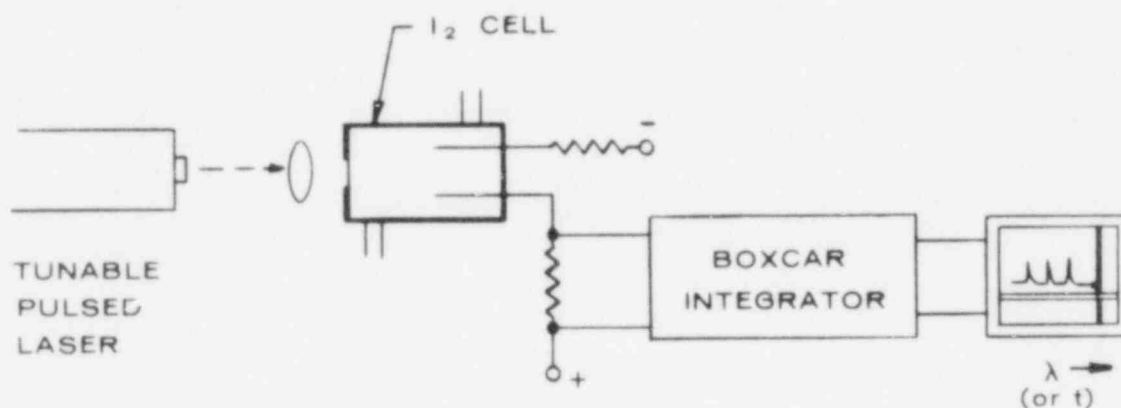 I₂ CELL
−
TUNABLE
PULSED
LASER
BOXCAR
INTEGRATOR
+
λ →
(or t)